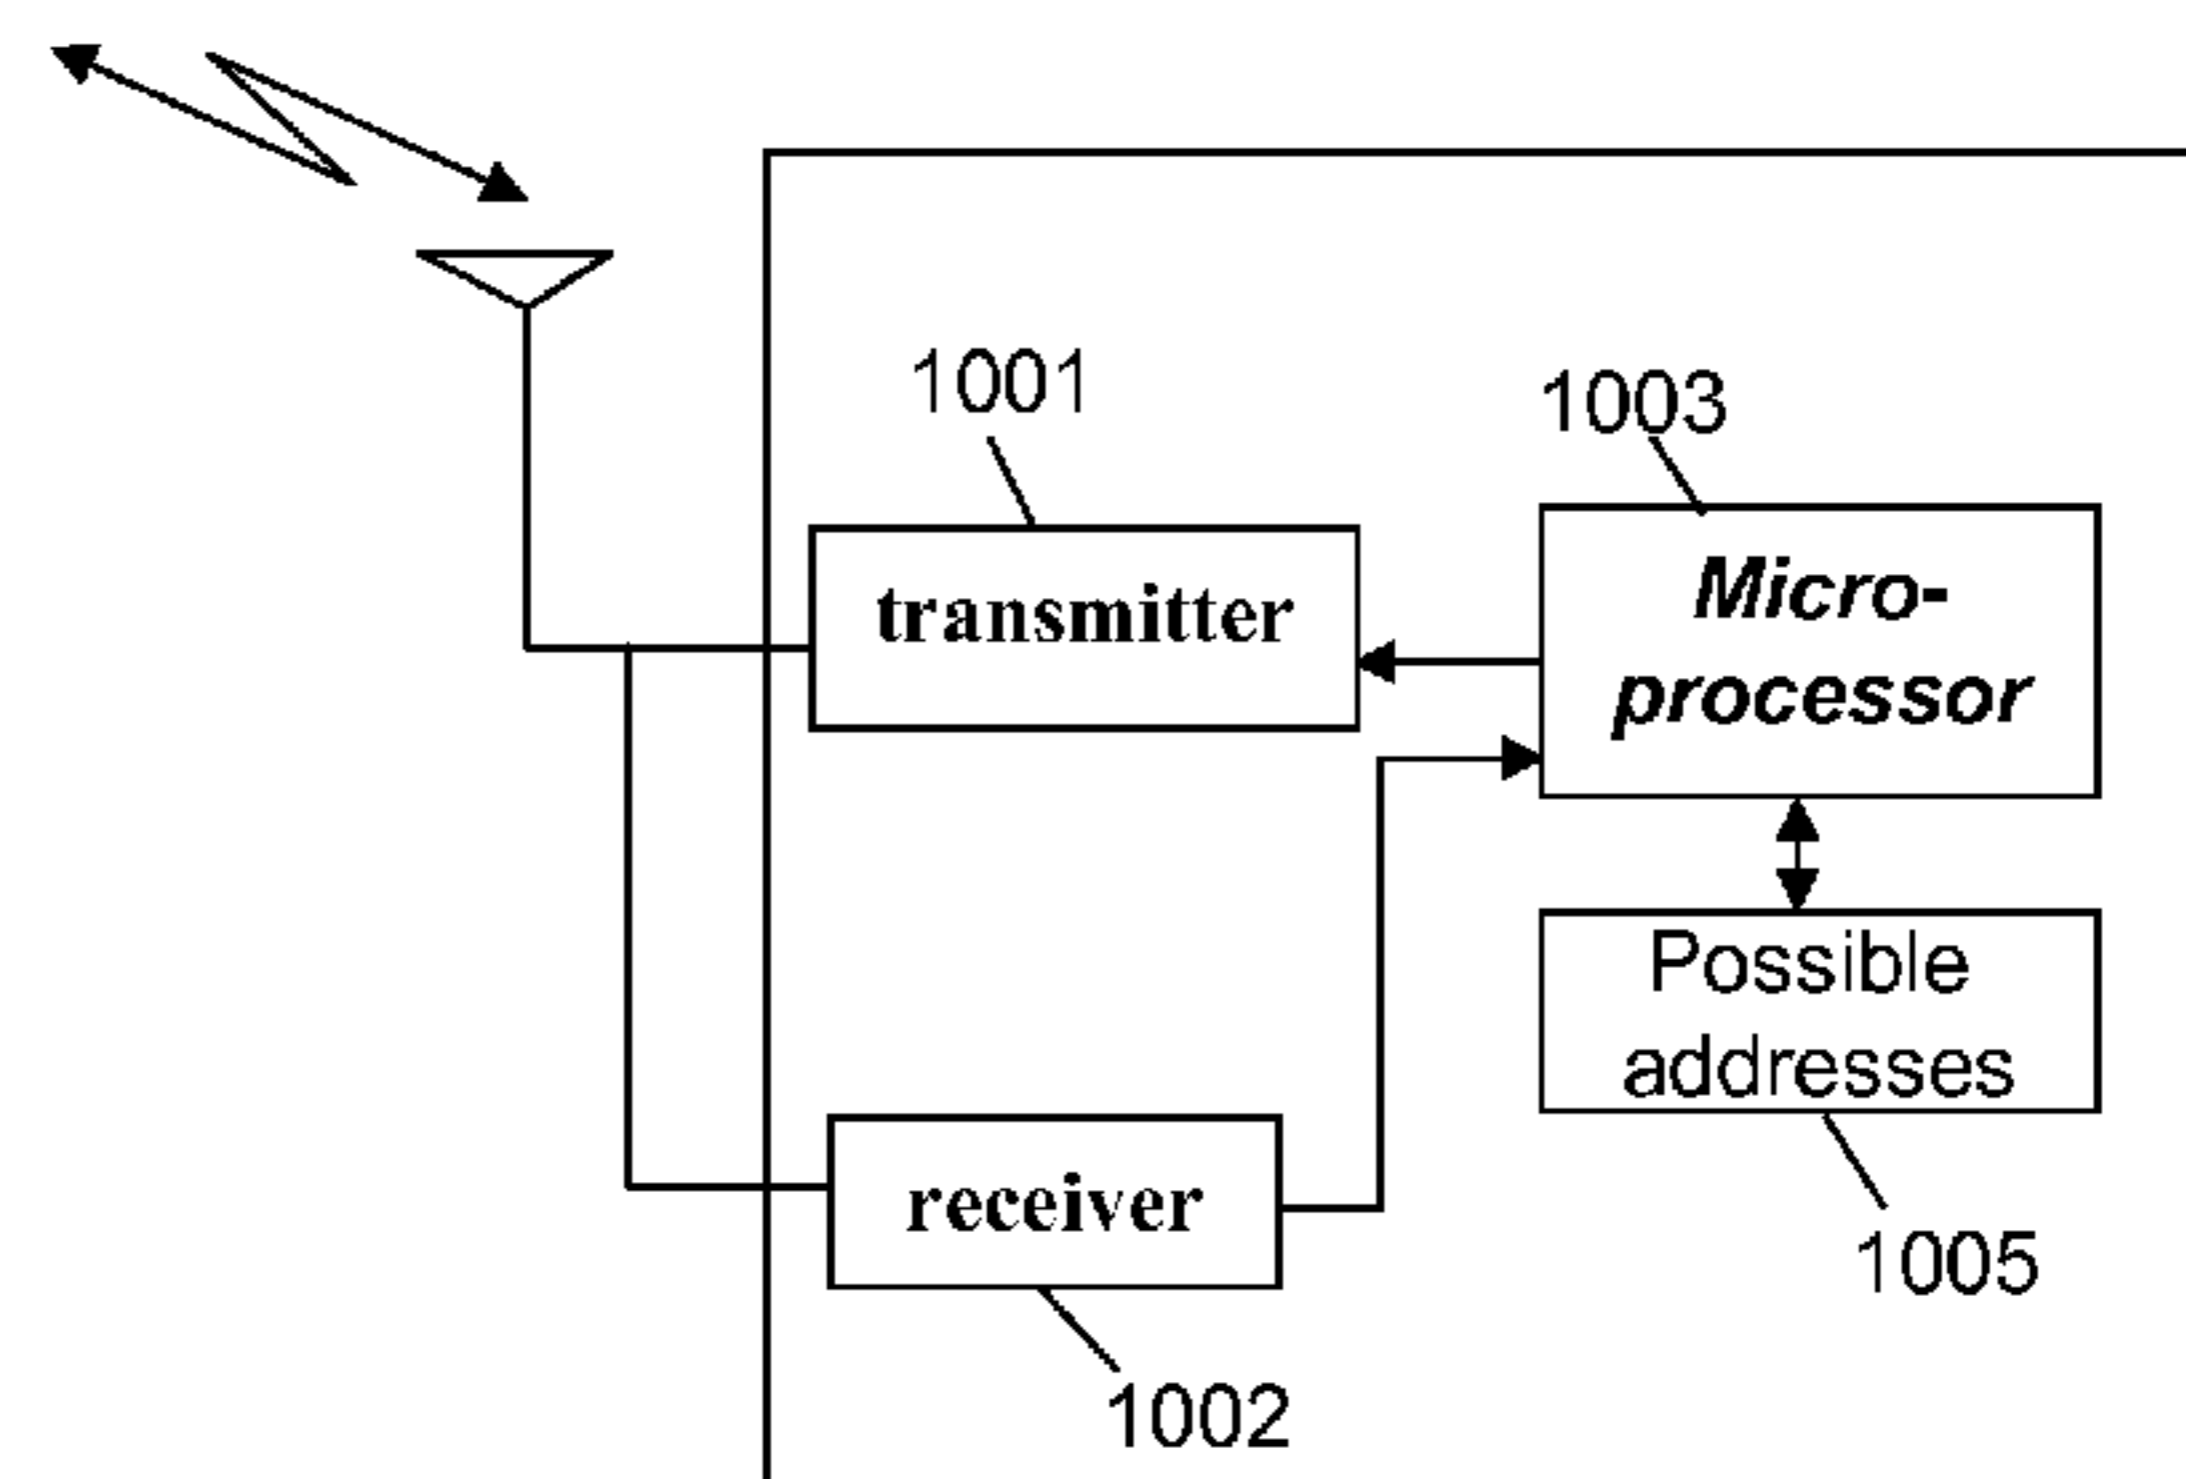 1001
1003
transmitter
Micro-
processor
Possible
addresses
receiver
1005
1002